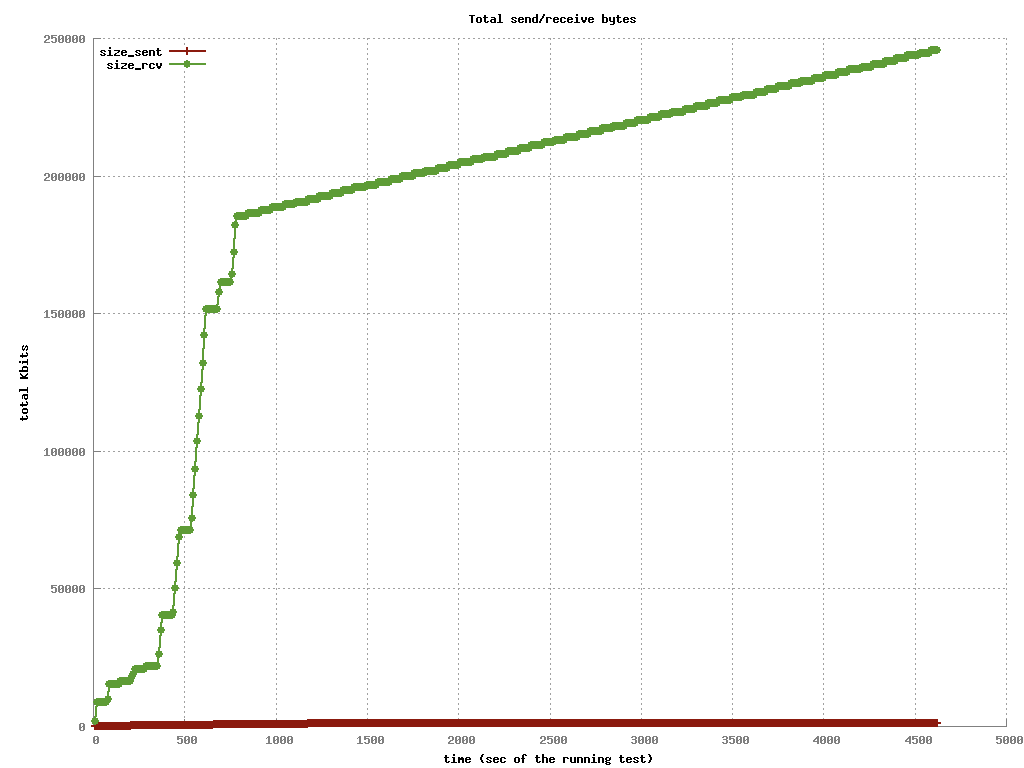 Total send/receive bytes
250000
size_sent
size_rcv
200000
150000
total Kbits
100000
50000
0
0 500 1000 1500 2000 2500 3000 3500 4000 4500 5000
time (sec of the running test)